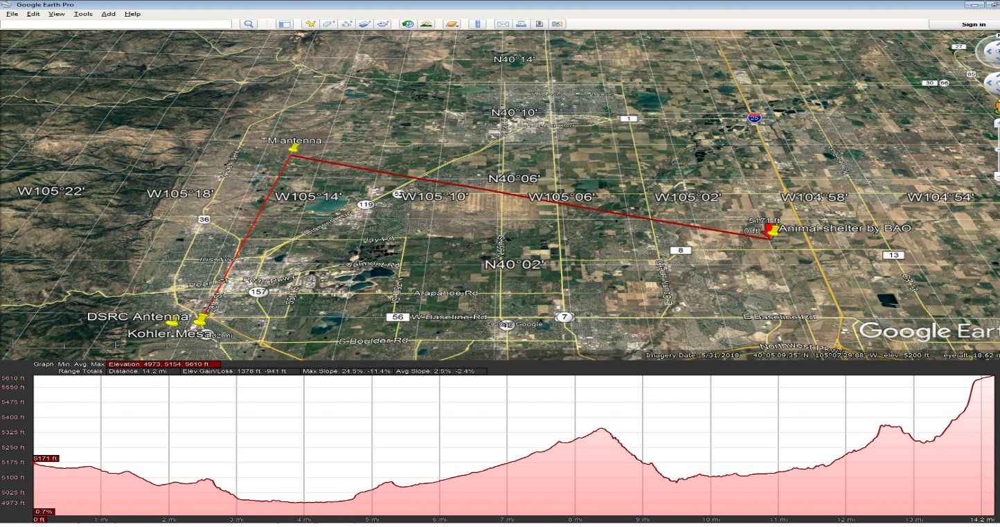 Google Earth Pro
File Edit View Tools Add Help
Sign in
27
N40°14'
85
30 66
N40°10'
1
25
TM antenna
N40°06'
W105°22' W105°18' W105°14' W105°10' W105°06' W105°02' W104°58' W104°54'
52
119
36
5171 ft
0 ft
Animal shelter by BAO
Jay Rd
N 95th St
8
13
Iris Ave
Valmont Rd
N40°02'
Pearl St Pearl Pkwy
157
28th St
55th St
N 75th St
Arapahoe Rd
DSRC Antenna
56 W Baseline Rd
7
E Baseline Rd
© 2018 Google
Google Eart
Kohler Mesa
S Boulder Rd
Northwest Pkwy
Imagery Date: 5/31/2018 40°05'09.35" N 105°07'29.88" W elev 5200 ft eye alt 18.62 m
Graph: Min, Avg, Max Elevation: 4973, 5154, 5610 ft
Range Totals: Distance: 14.2 mi Elev Gain/Loss: 1378 ft, -941 ft Max Slope: 24.5%, -11.4% Avg Slope: 2.5%, -2.4%
5610 ft
5550 ft
5475 ft
5400 ft
5325 ft
5250 ft
5175 ft
5171 ft
5100 ft
5025 ft
4973 ft
0.7%
0 ft 1 mi 2 mi 3 mi 4 mi 5 mi 6 mi 7 mi 8 mi 9 mi 10 mi 11 mi 12 mi 13 mi 14.2 mi